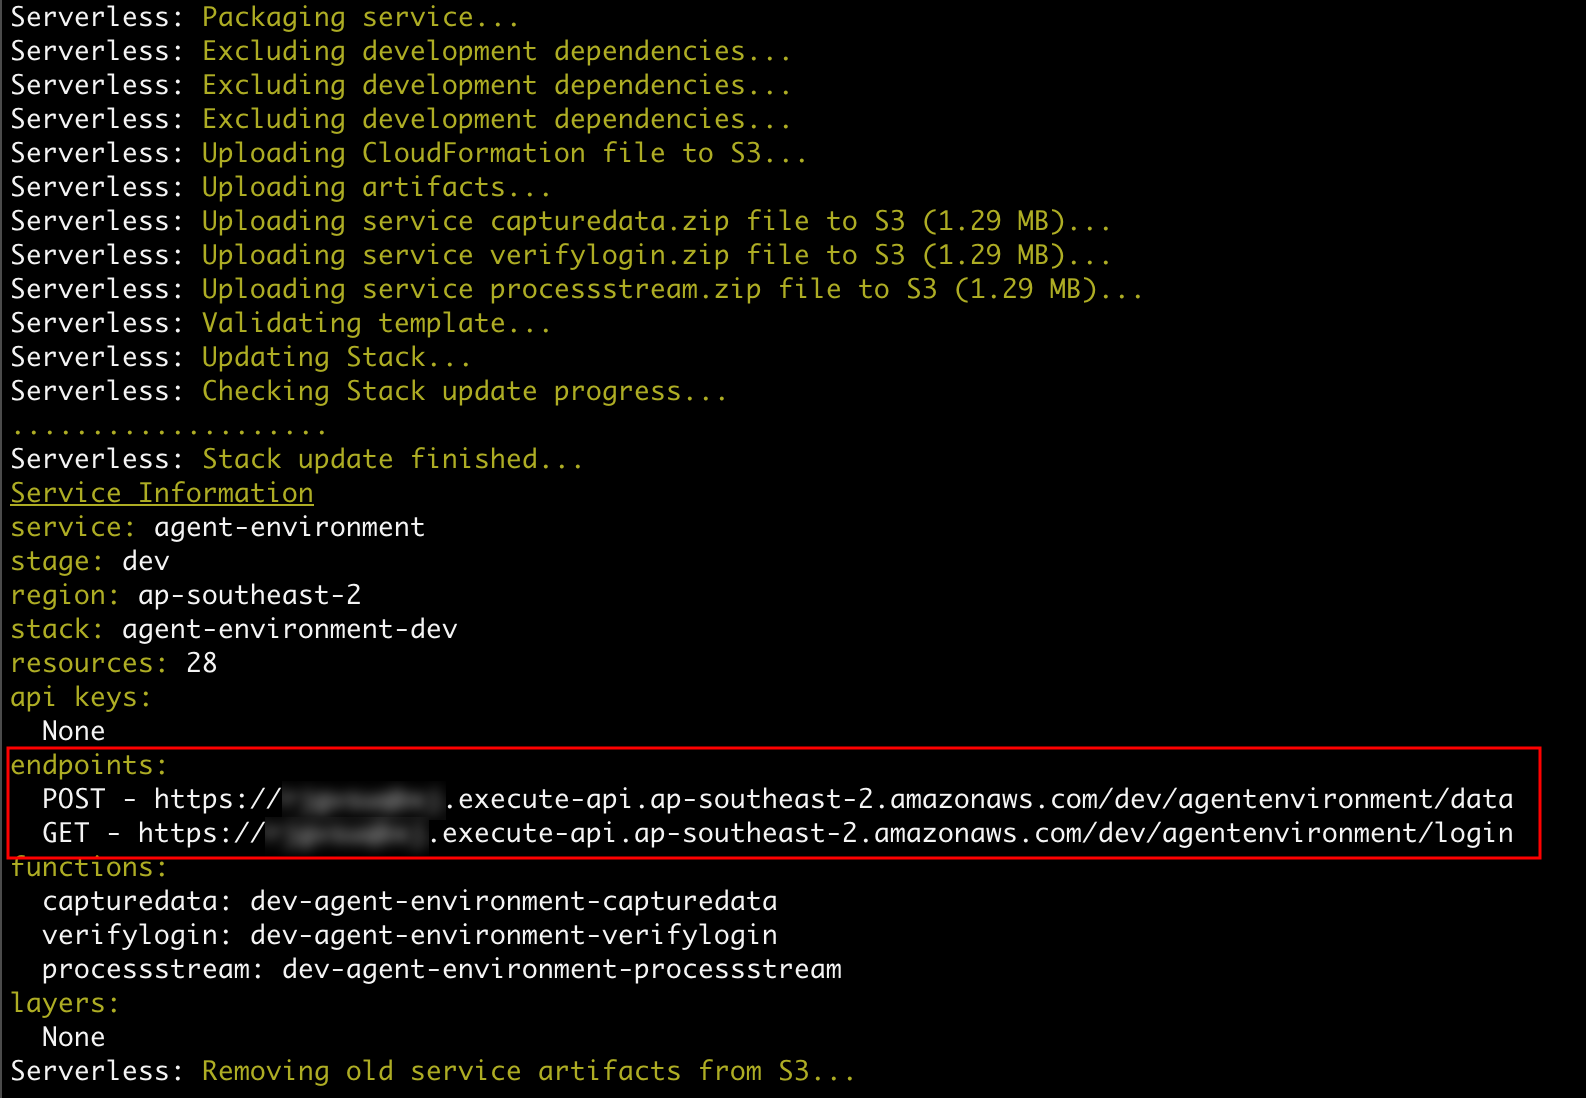 Serverless: Packaging service...
Serverless: Excluding development dependencies...
Serverless: Excluding development dependencies...
Serverless: Excluding development dependencies...
Serverless: Uploading CloudFormation file to S3...
Serverless: Uploading artifacts...
Serverless: Uploading service capturedata.zip file to S3 (1.29 MB)...
Serverless: Uploading service verifylogin.zip file to S3 (1.29 MB)...
Serverless: Uploading service processstream.zip file to S3 (1.29 MB)...
Serverless: Validating template...
Serverless: Updating Stack...
Serverless: Checking Stack update progress...
....................
Serverless: Stack update finished...
Service Information
service: agent-environment
stage: dev
region: ap-southeast-2
stack: agent-environment-dev
resources: 28
api keys:
  None
endpoints:
  POST - https://.execute-api.ap-southeast-2.amazonaws.com/dev/agentenvironment/data
  GET - https://.execute-api.ap-southeast-2.amazonaws.com/dev/agentenvironment/login
functions:
  capturedata: dev-agent-environment-capturedata
  verifylogin: dev-agent-environment-verifylogin
  processstream: dev-agent-environment-processstream
layers:
  None
Serverless: Removing old service artifacts from S3...